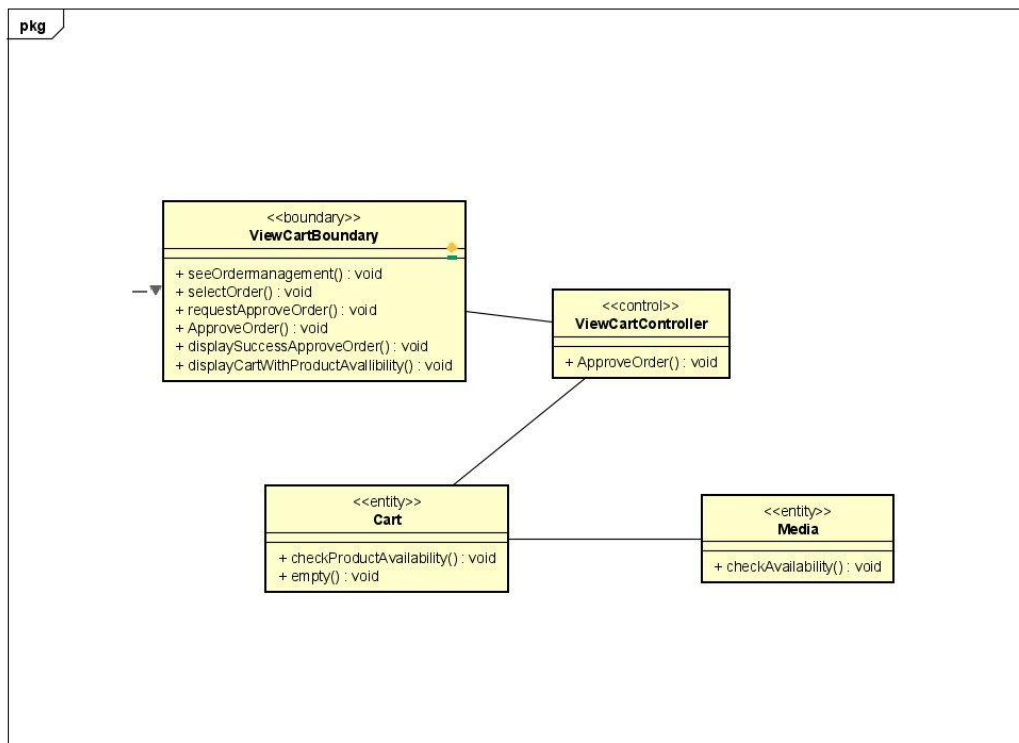 pkg
<<boundary>>
ViewCartBoundary
+ seeOrdermanagement() : void
+ selectOrder() : void
+ requestApproveOrder() : void
+ ApproveOrder() : void
+ displaySuccessApproveOrder() : void
+ displayCartWithProductAvallibility() : void
<<control>>
ViewCartController
+ ApproveOrder() : void
<<entity>>
Cart
+ checkProductAvailability() : void
+ empty() : void
<<entity>>
Media
+ checkAvailability() : void